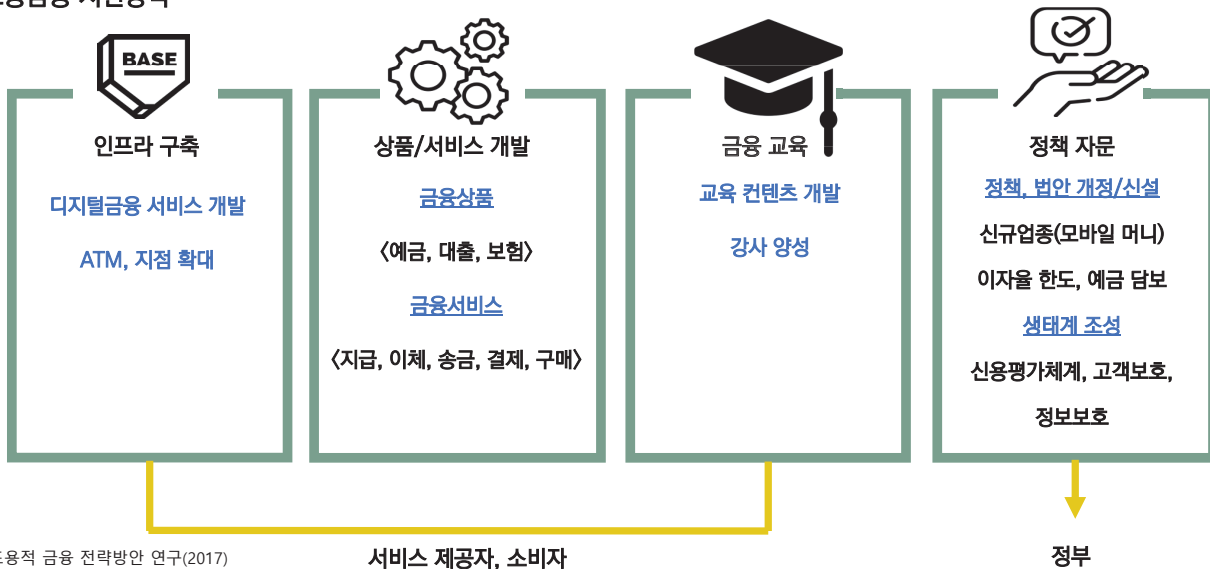 BASE
인프라 구축
디지털금융 서비스 개발
ATM, 지점 확대
상품/서비스 개발
금융상품
〈예금, 대출, 보험〉
금융서비스
〈지급, 이체, 송금, 결제, 구매〉
금융 교육
교육 컨텐츠 개발
강사 양성
정책 자문
정책, 법안 개정/신설
신규업종(모바일 머니)
이자율 한도, 예금 담보
생태계 조성
신용평가체계, 고객보호,
정보보호
서비스 제공자, 소비자
정부
금융 전략방안 연구(2017)